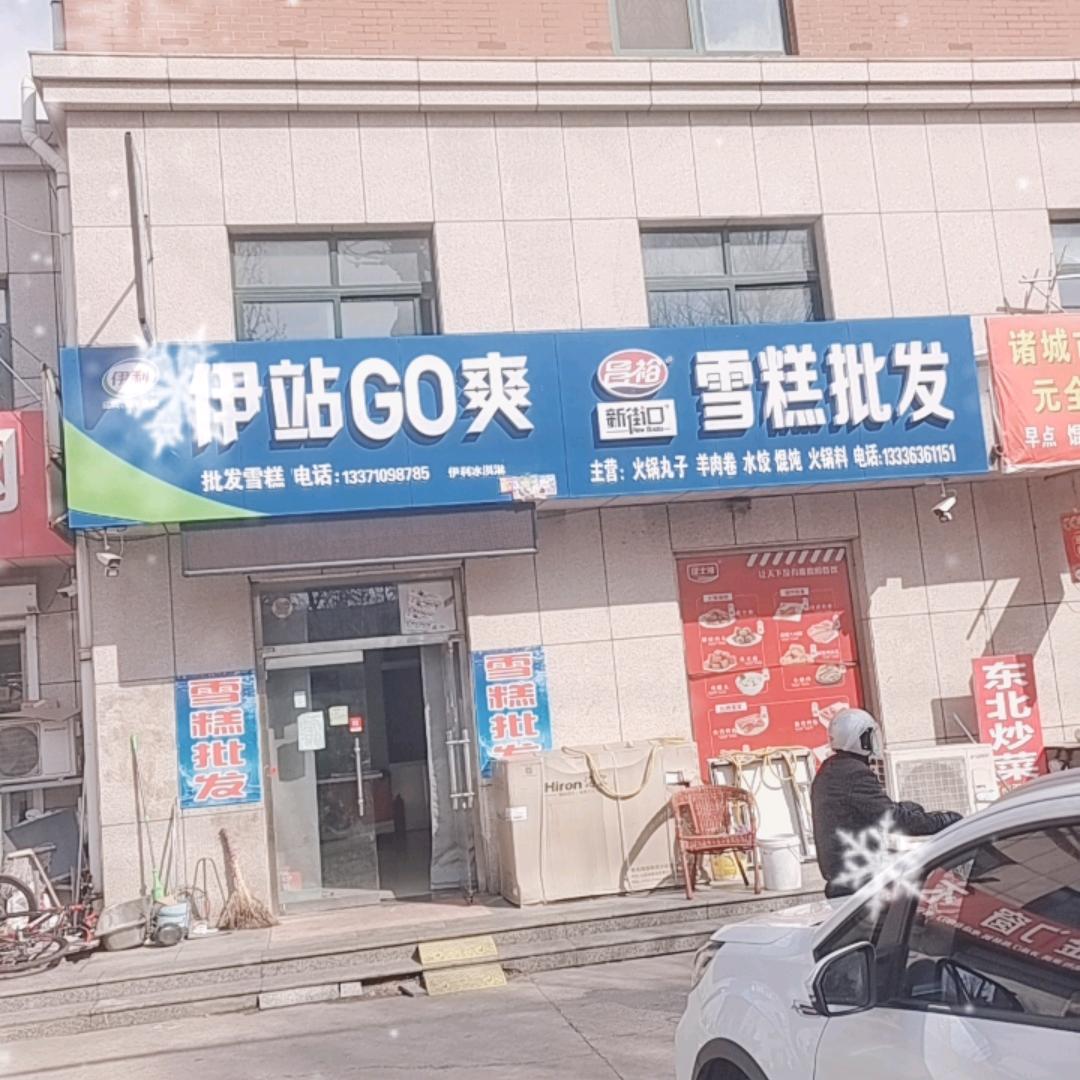 伊利
伊站GO爽
批发雪糕 电话:13371098785 伊利冰淇淋
昌裕
新街口
雪糕批发
主营: 火锅丸子 羊肉卷 水饺 馄饨 火锅料 电话:13336361151
诸城
元全
早点
雪糕批发
雪糕批发
Hiron
东北炒菜